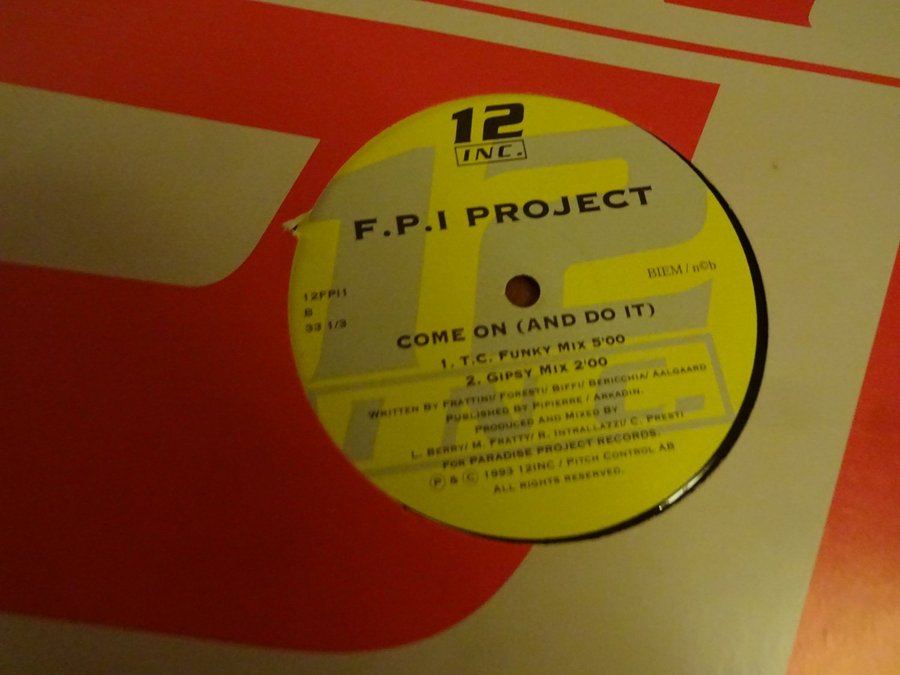 12
INC.
F.P.I PROJECT
BIEM / n©b
12FPI1
B
33 1/3
COME ON (AND DO IT)
1. T.C. FUNKY MIX 5'00
2. GIPSY MIX 2'00
WRITTEN BY FRATTINI/ FORESTI/ BIFFI/ BERICCHIA/ AALGAARD
PUBLISHED BY PIPIERRE / ARKADIN.
PRODUCED AND MIXED BY
L. BERRY/ M. FRATTY/ R. INTRALLAZZI/ C. PRESTI
FOR PARADISE PROJECT RECORDS.
Ⓟ & © 1993 12INC / PITCH CONTROL AB
ALL RIGHTS RESERVED.